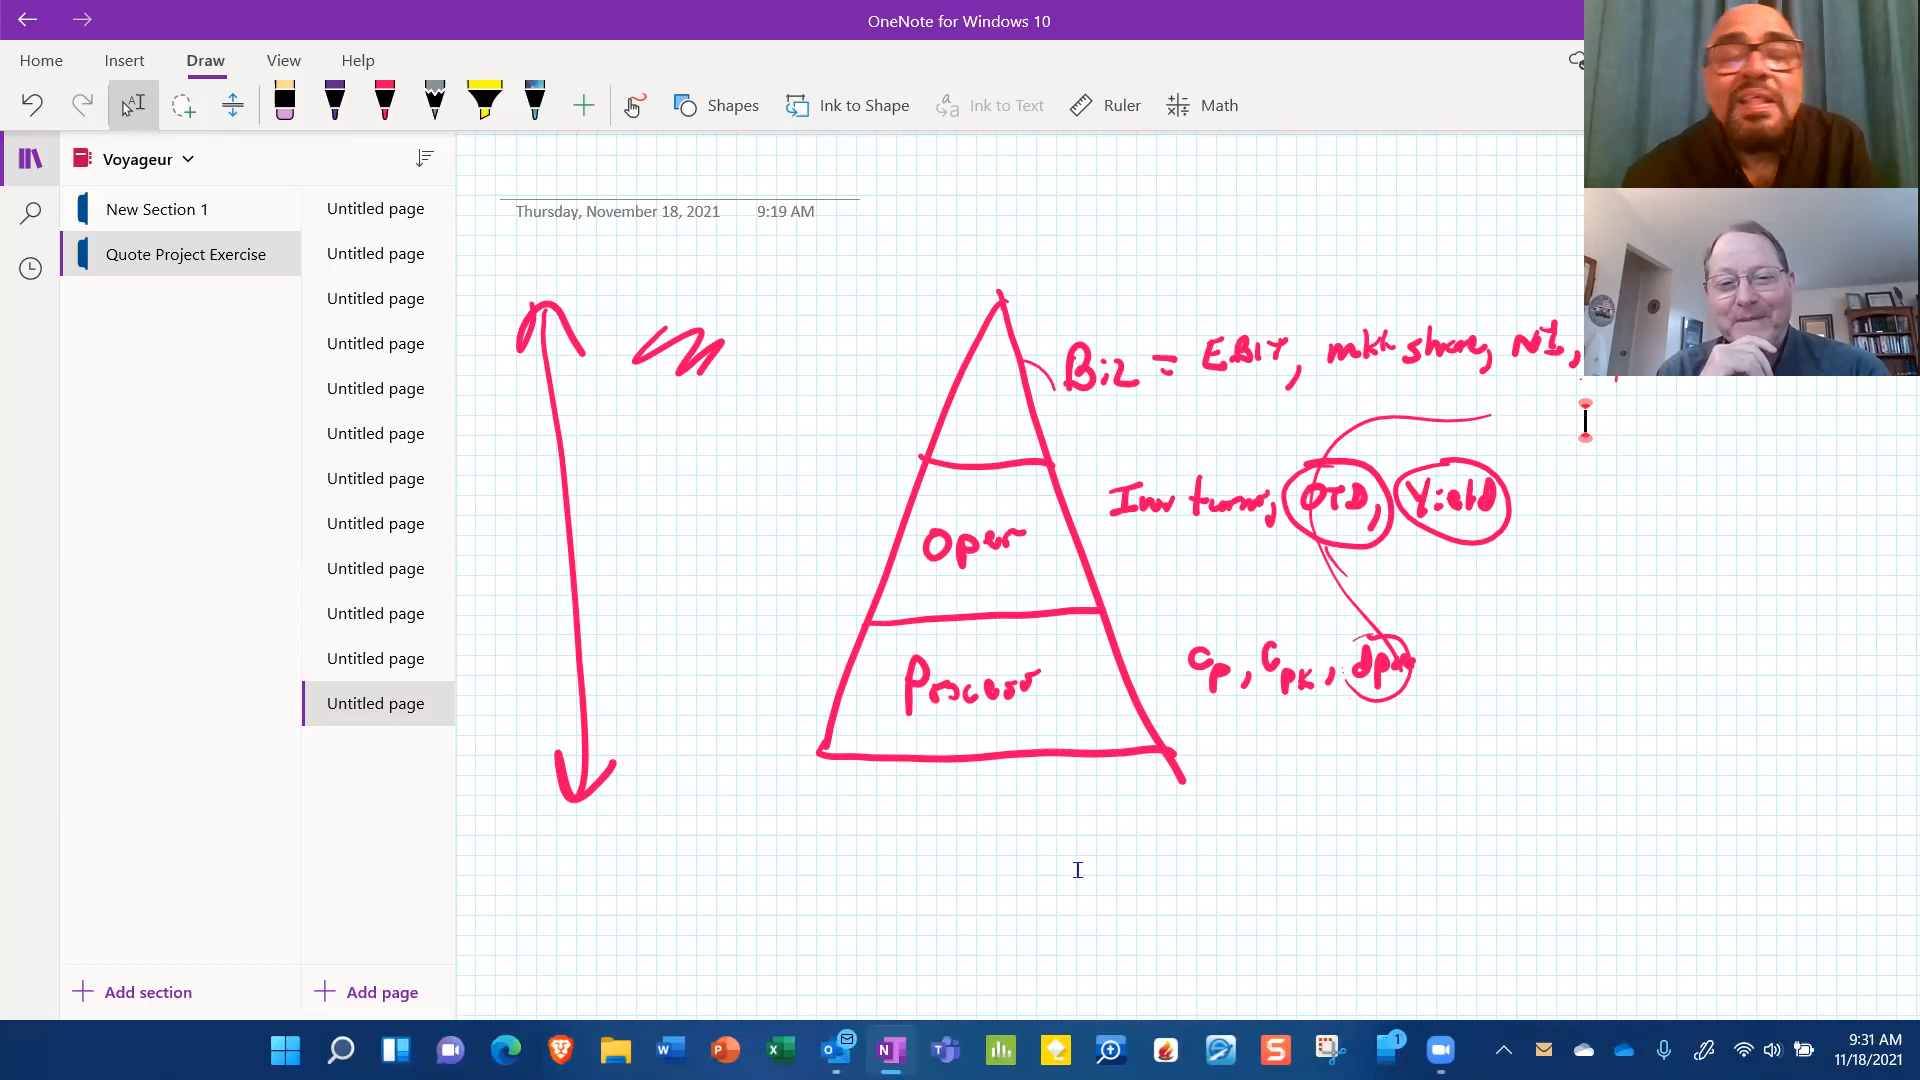 OneNote for Windows 10
Home Insert Draw View Help
Shapes Ink to Shape Ink to Text Ruler Math
Voyageur
New Section 1
Quote Project Exercise
Untitled page
Untitled page
Untitled page
Untitled page
Untitled page
Untitled page
Untitled page
Untitled page
Untitled page
Untitled page
Untitled page
Untitled page
Add section
Add page
Thursday, November 18, 2021 9:19 AM
Biz = EBIT, mkt share, NI,
Oper
Inv turns, OTD, Yield
Process
Cp, Cpk, dpm
9:31 AM
11/18/2021
1